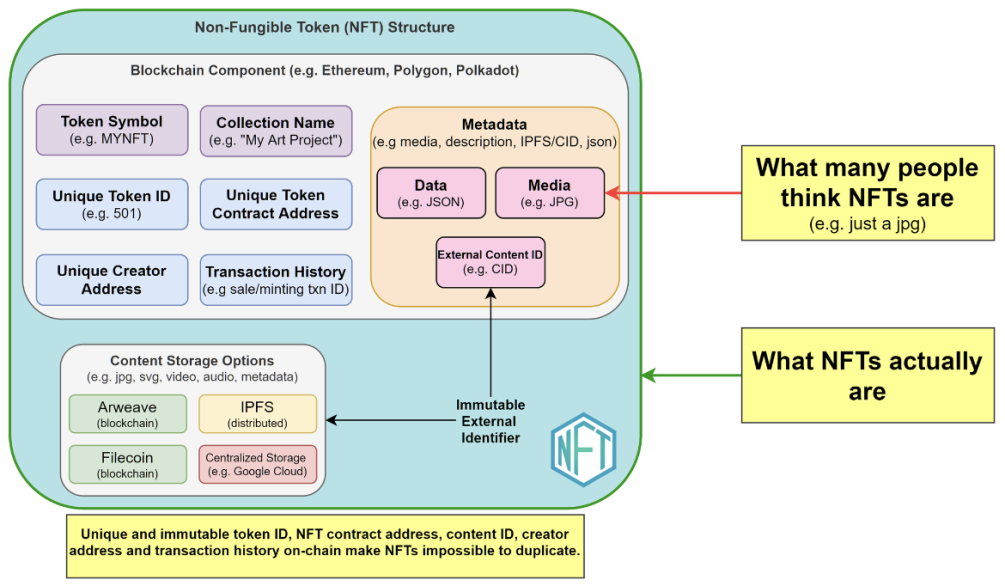 Non-Fungible Token (NFT) Structure
Blockchain Component (e.g. Ethereum, Polygon, Polkadot)
Token Symbol
(e.g. MYNFT)
Collection Name
(e.g. "My Art Project")
Unique Token ID
(e.g. 501)
Unique Token
Contract Address
Unique Creator
Address
Transaction History
(e.g sale/minting txn ID)
Metadata
(e.g media, description, IPFS/CID, json)
Data
(e.g. JSON)
Media
(e.g. JPG)
External Content ID
(e.g. CID)
What many people
think NFTs are
(e.g. just a jpg)
What NFTs actually
are
Content Storage Options
(e.g. jpg, svg, video, audio, metadata)
Arweave
(blockchain)
IPFS
(distributed)
Filecoin
(blockchain)
Centralized Storage
(e.g. Google Cloud)
Immutable
External
Identifier
NFT
Unique and immutable token ID, NFT contract address, content ID, creator
address and transaction history on-chain make NFTs impossible to duplicate.